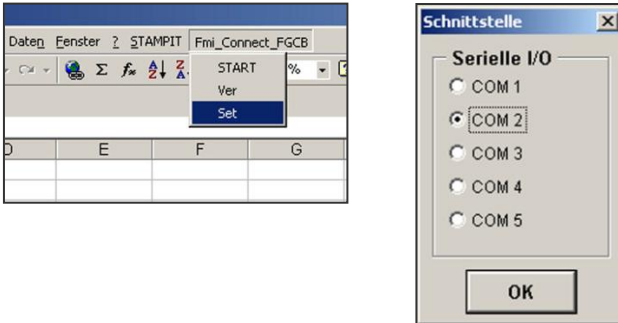 Daten Fenster ? STAMPIT Fmi_Connect_FGCB
Σ fx A Z Z START %
Ver
Set
E F G
Schnittstelle
Serielle I/O
COM 1
COM 2
COM 3
COM 4
COM 5
OK